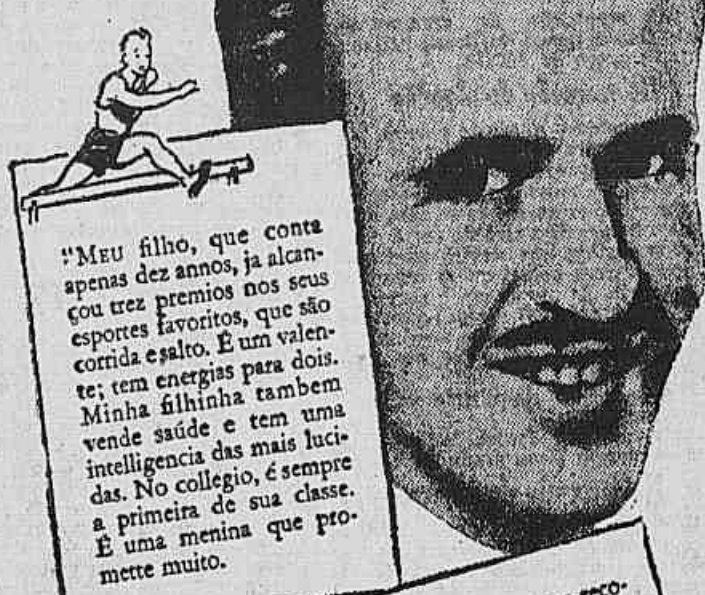 "MEU filho, que conta
apenas dez annos, ja alcan-
çou trez premios nos seus
esportes favoritos, que são
corrida e salto. É um valen-
te; tem energias para dois.
Minha filhinha tambem
vende saúde e tem uma
intelligencia das mais luci-
das. No collegio, é sempre
a primeira de sua classe.
É uma menina que pro-
mette muito.